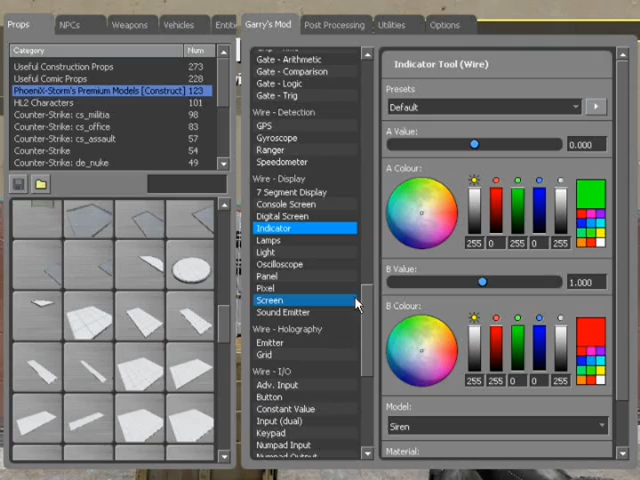 Props NPCs Weapons Vehicles Entiti
Garry's Mod Post Processing Utilities Options
Category Num
Useful Construction Props 273
Useful Comic Props 228
PhoeniX-Storm's Premium Models [Construct] 123
HL2 Characters 101
Counter-Strike: cs_militia 98
Counter-Strike: cs_office 83
Counter-Strike: cs_assault 57
Counter-Strike 54
Counter-Strike: de_nuke 49
Gate - Arithmetic
Gate - Comparison
Gate - Logic
Gate - Trig
Wire - Detection
GPS
Gyroscope
Ranger
Speedometer
Wire - Display
7 Segment Display
Console Screen
Digital Screen
Indicator
Lamps
Light
Oscilloscope
Panel
Pixel
Screen
Sound Emitter
Wire - Holography
Emitter
Grid
Wire - I/O
Adv. Input
Button
Constant Value
Input (dual)
Keypad
Numpad Input
Numpad Output
Indicator Tool (Wire)
Presets
Default
A Value:
0.000
A Colour:
255 0 255 0 255
B Value:
1.000
B Colour:
255 255 0 0 255
Model:
Siren
Material: